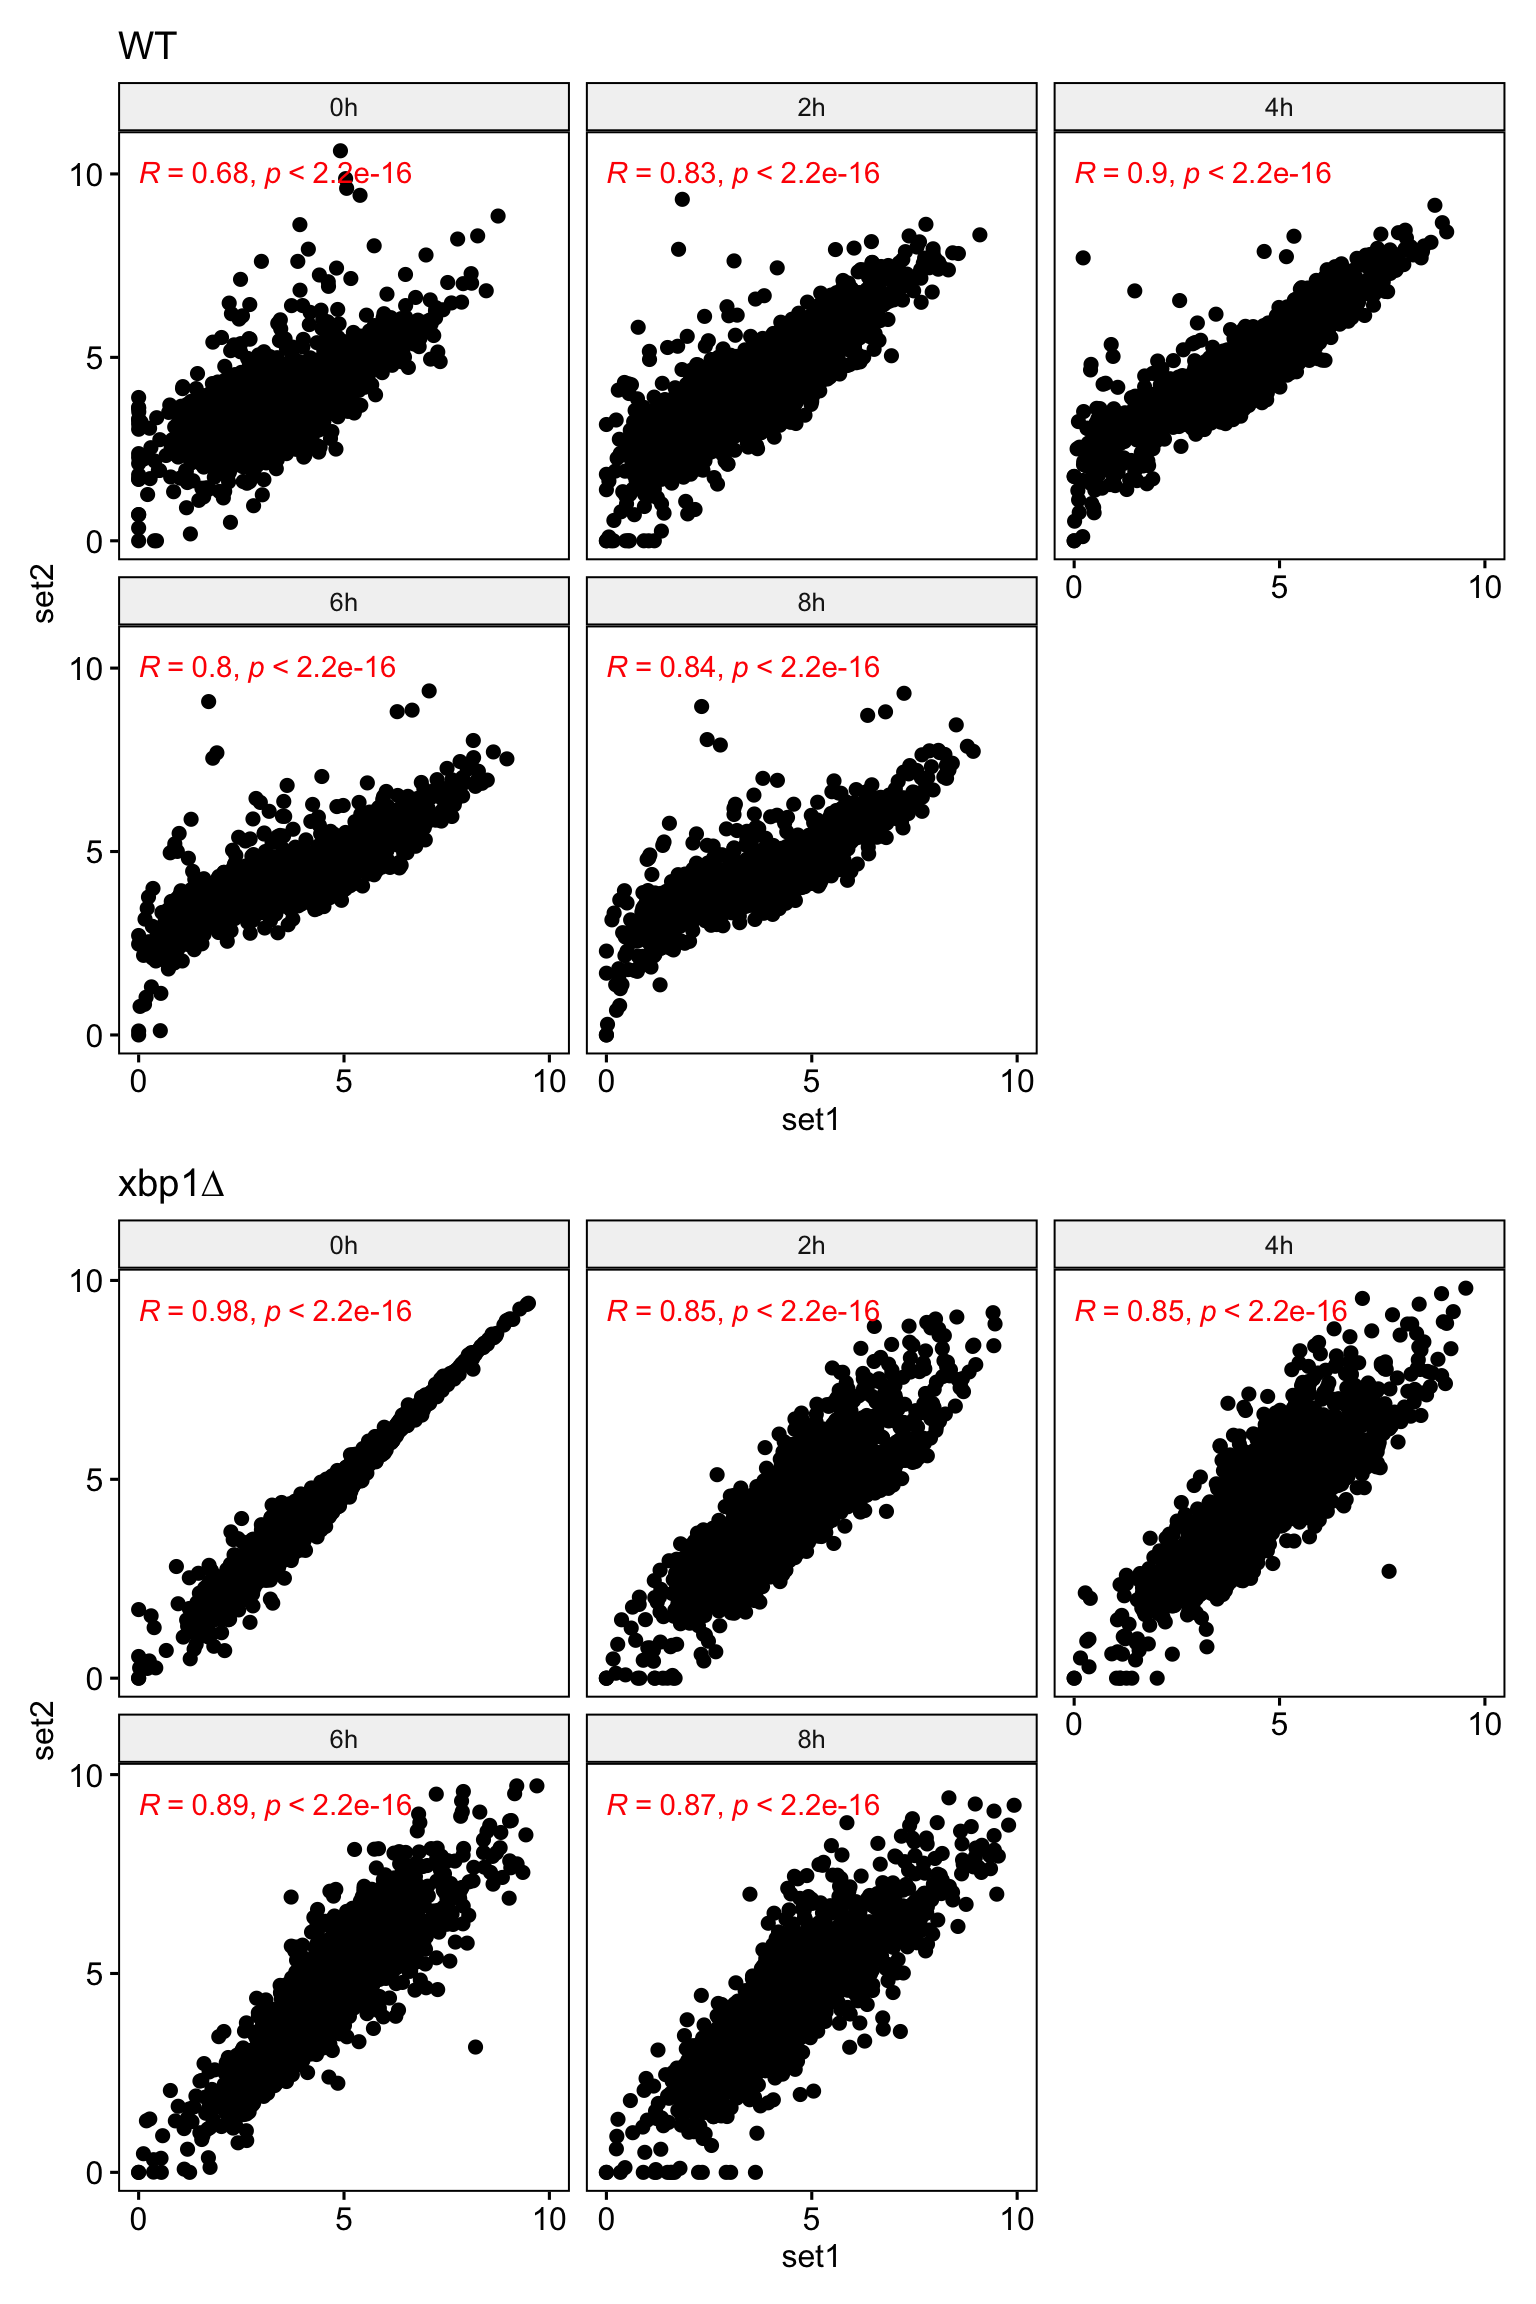 WT
0h 2h 4h
R = 0.68, p < 2.2e-16 R = 0.83, p < 2.2e-16 R = 0.9, p < 2.2e-16
10
5
0
0 5 10
set2
6h 8h
R = 0.8, p < 2.2e-16 R = 0.84, p < 2.2e-16
10
5
0
0 5 10 0 5 10
set1
xbp1Δ
0h 2h 4h
10
R = 0.98, p < 2.2e-16 R = 0.85, p < 2.2e-16 R = 0.85, p < 2.2e-16
5
0
0 5 10
set2
6h 8h
10
R = 0.89, p < 2.2e-16 R = 0.87, p < 2.2e-16
5
0
0 5 10 0 5 10
set1